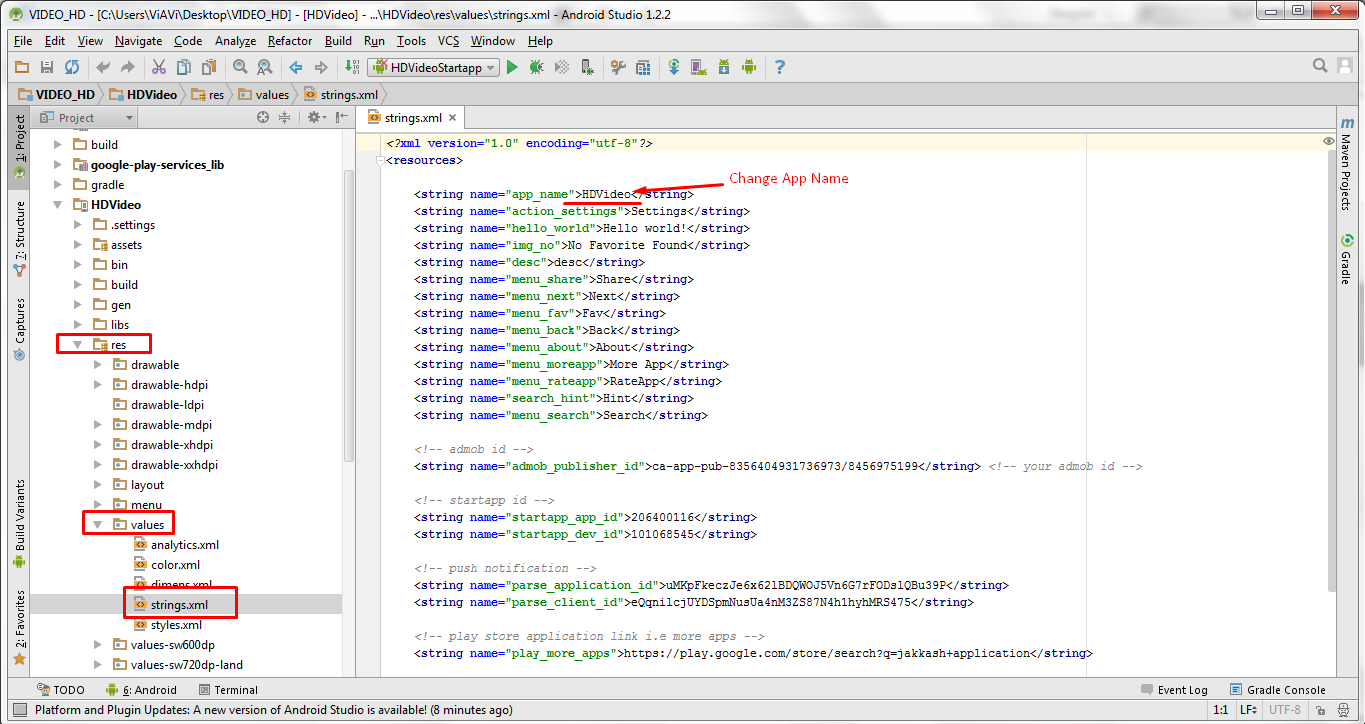 VIDEO_HD - [C:\Users\ViAVi\Desktop\VIDEO_HD] - [HDVideo] - ...\HDVideo\res\values\strings.xml - Android Studio 1.2.2
File Edit View Navigate Code Analyze Refactor Build Run Tools VCS Window Help
HDVideoStartapp
VIDEO_HD HDVideo res values strings.xml
1: Project
7: Structure
Captures
Build Variants
2: Favorites
Project
build
google-play-services_lib
gradle
HDVideo
.settings
assets
bin
build
gen
libs
res
drawable
drawable-hdpi
drawable-ldpi
drawable-mdpi
drawable-xhdpi
drawable-xxhdpi
layout
menu
values
analytics.xml
color.xml
dimens.xml
strings.xml
styles.xml
values-sw600dp
values-sw720dp-land
strings.xml
<?xml version="1.0" encoding="utf-8"?>
<resources>
Change App Name
<string name="app_name">HDVideo</string>
<string name="action_settings">Settings</string>
<string name="hello_world">Hello world!</string>
<string name="img_no">No Favorite Found</string>
<string name="desc">desc</string>
<string name="menu_share">Share</string>
<string name="menu_next">Next</string>
<string name="menu_fav">Fav</string>
<string name="menu_back">Back</string>
<string name="menu_about">About</string>
<string name="menu_moreapp">More App</string>
<string name="menu_rateapp">RateApp</string>
<string name="search_hint">Hint</string>
<string name="menu_search">Search</string>
<!-- admob id -->
<string name="admob_publisher_id">ca-app-pub-8356404931736973/8456975199</string> <!-- your admob id -->
<!-- startapp id -->
<string name="startapp_app_id">206400116</string>
<string name="startapp_dev_id">101068545</string>
<!-- push notification -->
<string name="parse_application_id">uMKpFkeczJe6x62lBDQWOJ5Vn6G7rFODslQBu39P</string>
<string name="parse_client_id">eQqnilcjUYDSpmNusUa4nM3ZS87N4h1hyhMRS475</string>
<!-- play store application link i.e more apps -->
<string name="play_more_apps">https://play.google.com/store/search?q=jakkash+application</string>
m Maven Projects
Gradle
TODO 6: Android Terminal Event Log Gradle Console
Platform and Plugin Updates: A new version of Android Studio is available! (8 minutes ago) 1:1 LF UTF-8